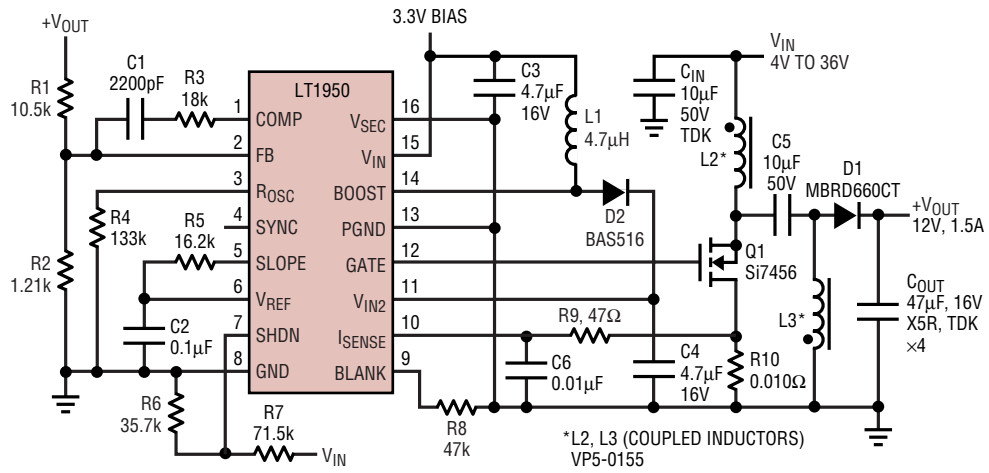 +VOUT
3.3V BIAS
VIN
4V TO 36V
R1
10.5k
C1
2200pF
R3
18k
LT1950
C3
4.7µF
16V
CIN
10µF
50V
TDK
L1
4.7µH
L2*
C5
10µF
50V
D1
MBRD660CT
+VOUT
12V, 1.5A
1
COMP
2
FB
3
ROSC
4
SYNC
5
SLOPE
6
VREF
7
SHDN
8
GND
16
VSEC
15
VIN
14
BOOST
13
PGND
12
GATE
11
VIN2
10
ISENSE
9
BLANK
R4
133k
R5
16.2k
R2
1.21k
C2
0.1µF
D2
BAS516
Q1
Si7456
L3*
COUT
47µF, 16V
X5R, TDK
×4
R9, 47Ω
C6
0.01µF
C4
4.7µF
16V
R10
0.010Ω
R6
35.7k
R7
71.5k
VIN
R8
47k
*L2, L3 (COUPLED INDUCTORS)
VP5-0155